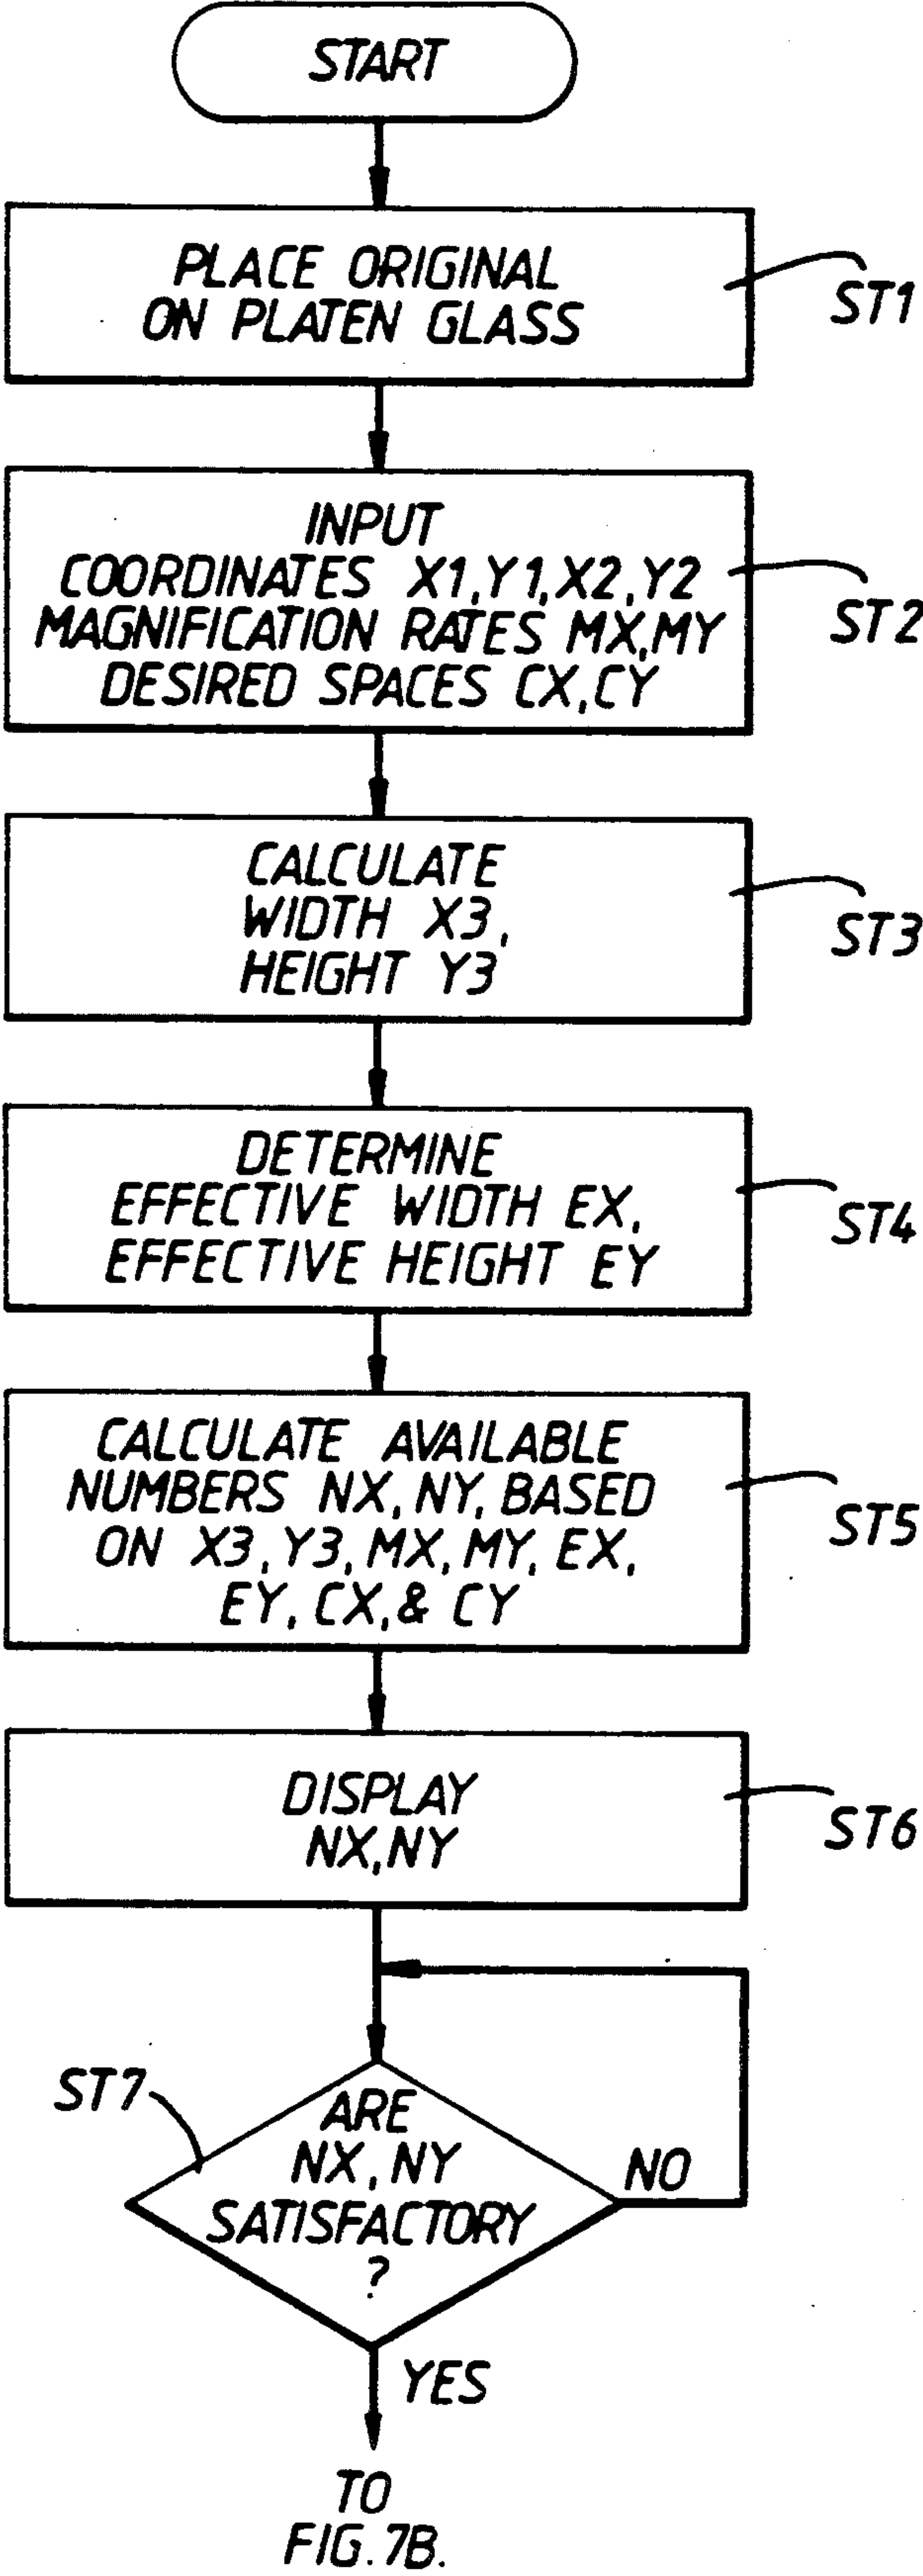 START
PLACE ORIGINAL
ON PLATEN GLASS
ST1
INPUT
COORDINATES X1,Y1,X2,Y2
MAGNIFICATION RATES MX,MY
DESIRED SPACES CX,CY
ST2
CALCULATE
WIDTH X3,
HEIGHT Y3
ST3
DETERMINE
EFFECTIVE WIDTH EX,
EFFECTIVE HEIGHT EY
ST4
CALCULATE AVAILABLE
NUMBERS NX, NY, BASED
ON X3, Y3, MX, MY, EX,
EY, CX, & CY
ST5
DISPLAY
NX,NY
ST6
ST7
ARE
NX, NY
SATISFACTORY
?
NO
YES
TO
FIG.7B.